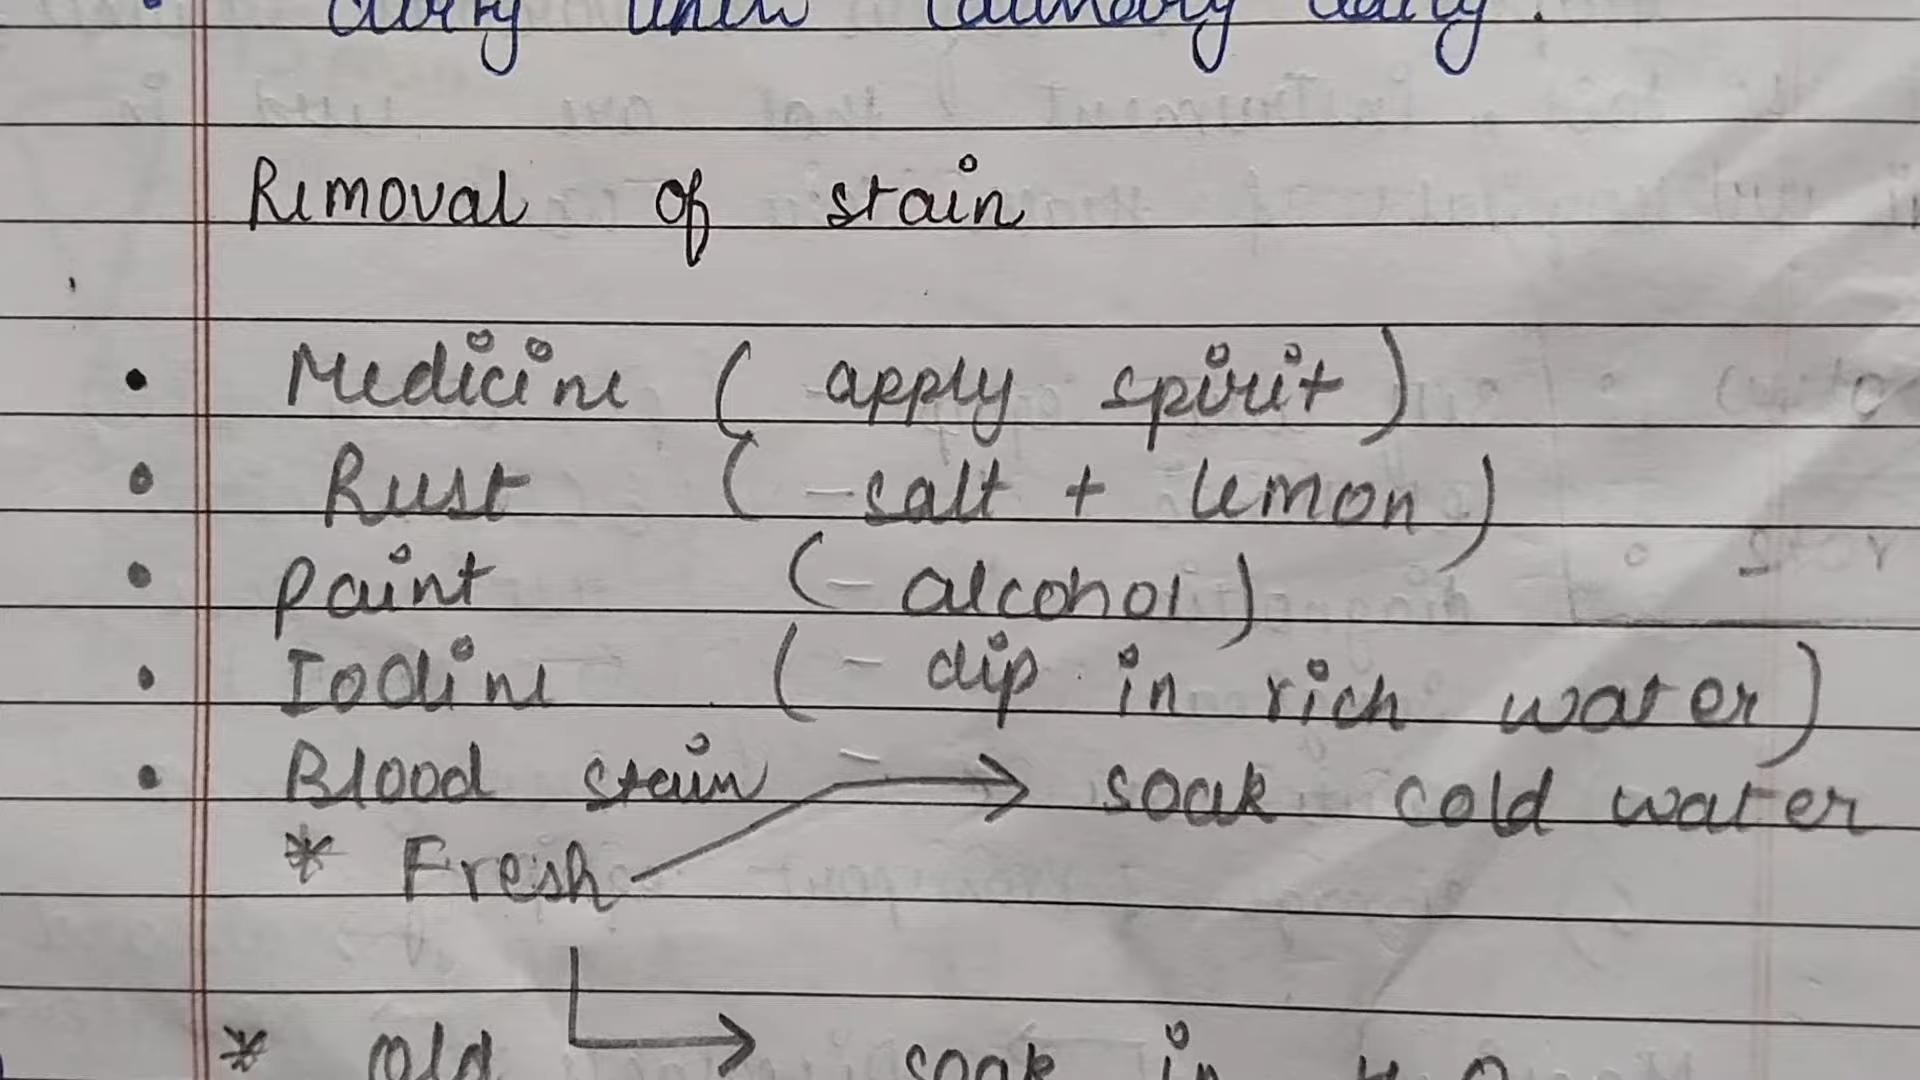 Removal of stain
• Medicine ( apply spirit )
• Rust ( - salt + lemon )
• Paint ( - alcohol )
• Iodine ( - dip in rich water )
• Blood stain → soak cold water
* Fresh
* old → soak in